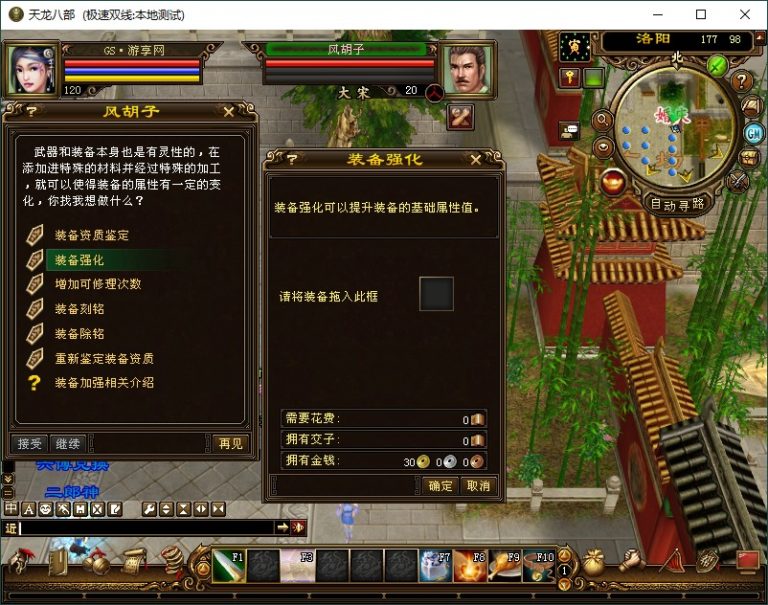 天龙八部 (极速双线:本地测试)
GS·游享网
120
风胡子
大宋
20
洛阳 177 98
北
GM
自动寻路
风胡子
武器和装备本身也是有灵性的，在
添加进特殊的材料并经过特殊的加工
，就可以使得装备的属性有一定的变
化，你找我想做什么？
装备资质鉴定
装备强化
增加可修理次数
装备刻铭
装备除铭
重新鉴定装备资质
装备加强相关介绍
接受 继续 再见
装备强化
装备强化可以提升装备的基础属性值。
请将装备拖入此框
需要花费： 0
拥有交子： 0
拥有金钱： 30 0 0
确定 取消
二郎神
中 A
近
F1 F3 F7 F8 F9 F10
1